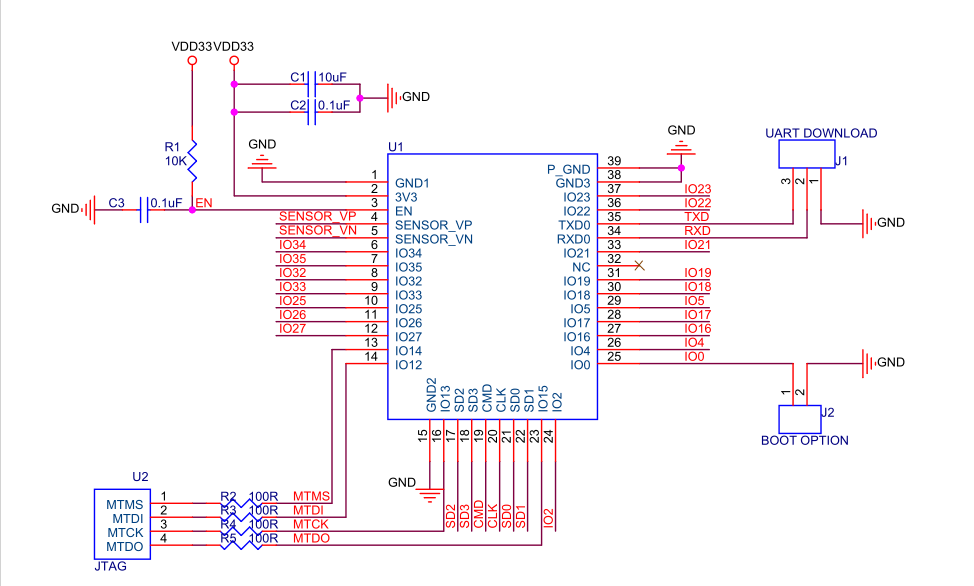 VDD33 VDD33
C1 10uF
C2 0.1uF
GND
R1
10K
GND
GND
C3 0.1uF
EN
U1
1 GND1
2 3V3
3 EN
SENSOR_VP 4 SENSOR_VP
SENSOR_VN 5 SENSOR_VN
IO34 6 IO34
IO35 7 IO35
IO32 8 IO32
IO33 9 IO33
IO25 10 IO25
IO26 11 IO26
IO27 12 IO27
13 IO14
14 IO12
GND
P_GND 39
GND3 38
IO23 37 IO23
IO22 36 IO22
TXD0 35 TXD
RXD0 34 RXD
IO21 33 IO21
NC 32
IO19 31 IO19
IO18 30 IO18
IO5 29 IO5
IO17 28 IO17
IO16 27 IO16
IO4 26 IO4
IO0 25 IO0
UART DOWNLOAD
J1
3 2 1
GND
GND
1 2
J2
BOOT OPTION
GND2 IO13 SD2 SD3 CMD CLK SD0 SD1 IO15 IO2
15 16 17 18 19 20 21 22 23 24
GND
SD2 SD3 CMD CLK SD0 SD1 IO2
U2
MTMS 1 R2 100R MTMS
MTDI 2 R3 100R MTDI
MTCK 3 R4 100R MTCK
MTDO 4 R5 100R MTDO
JTAG